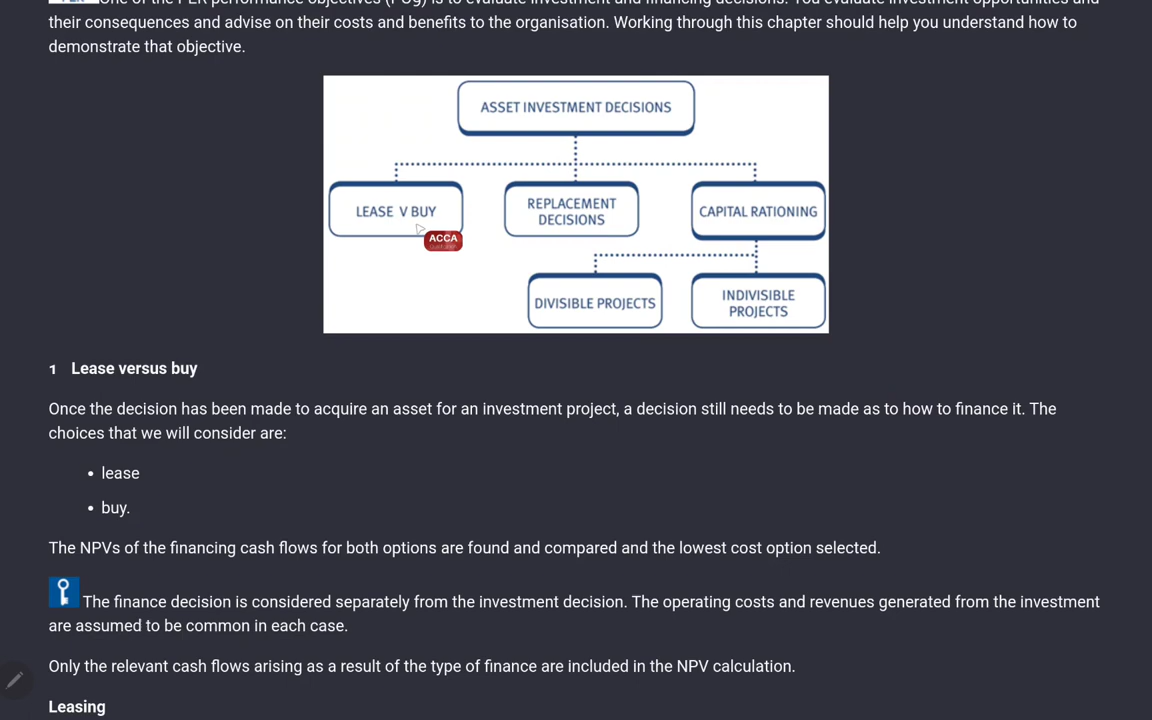 their consequences and advise on their costs and benefits to the organisation. Working through this chapter should help you understand how to
demonstrate that objective.
ASSET INVESTMENT DECISIONS
LEASE V BUY
REPLACEMENT
DECISIONS
CAPITAL RATIONING
ACCA
DIVISIBLE PROJECTS
INDIVISIBLE
PROJECTS
1 Lease versus buy
Once the decision has been made to acquire an asset for an investment project, a decision still needs to be made as to how to finance it. The
choices that we will consider are:
• lease
• buy.
The NPVs of the financing cash flows for both options are found and compared and the lowest cost option selected.
The finance decision is considered separately from the investment decision. The operating costs and revenues generated from the investment
are assumed to be common in each case.
Only the relevant cash flows arising as a result of the type of finance are included in the NPV calculation.
Leasing